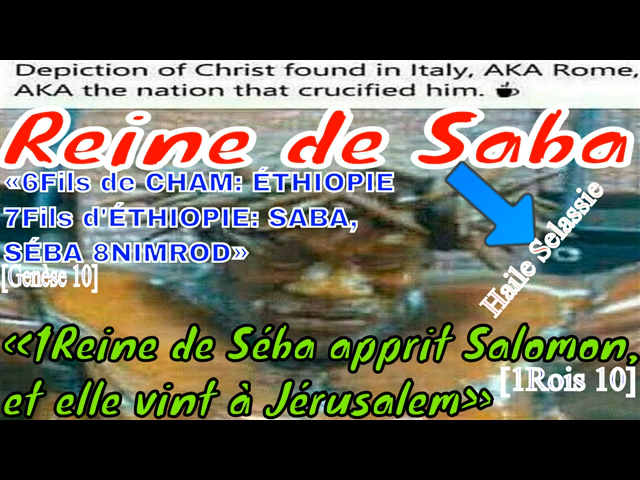 Depiction of Christ found in Italy, AKA Rome,
AKA the nation that crucified him. ☕
Reine de Saba
«6Fils de CHAM: ÉTHIOPIE
7Fils d'ÉTHIOPIE: SABA,
SÉBA 8NIMROD»
[Genèse 10]
Haile Selassie
«1Reine de Séba apprit Salomon,
et elle vint à Jérusalem»
[1Rois 10]